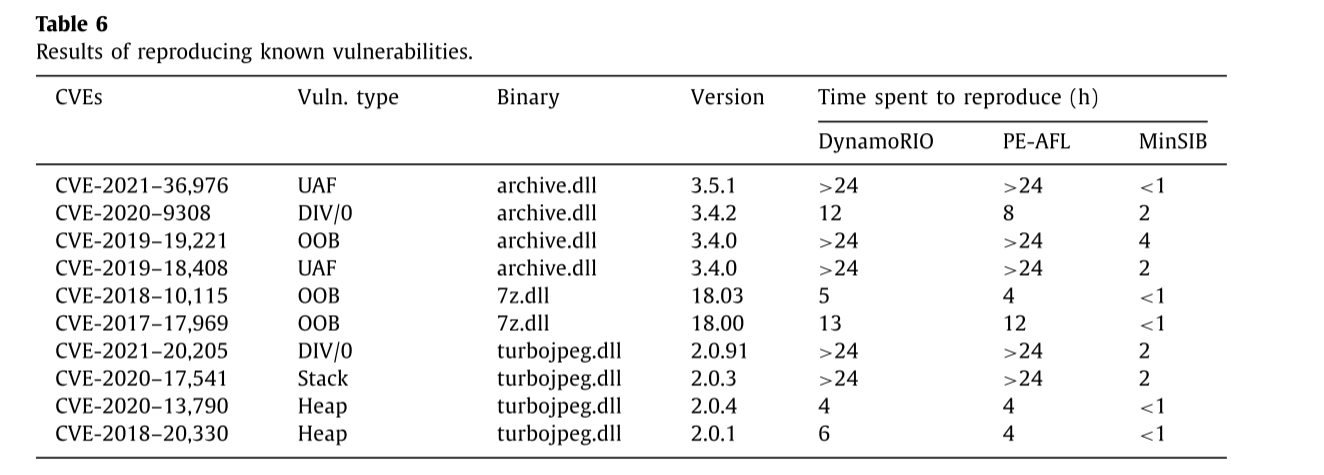 Table 6
Results of reproducing known vulnerabilities.
CVEs Vuln. type Binary Version Time spent to reproduce (h)
DynamoRIO PE-AFL MinSIB
CVE-2021–36,976 UAF archive.dll 3.5.1 >24 >24 <1
CVE-2020–9308 DIV/0 archive.dll 3.4.2 12 8 2
CVE-2019–19,221 OOB archive.dll 3.4.0 >24 >24 4
CVE-2019–18,408 UAF archive.dll 3.4.0 >24 >24 2
CVE-2018–10,115 OOB 7z.dll 18.03 5 4 <1
CVE-2017–17,969 OOB 7z.dll 18.00 13 12 <1
CVE-2021–20,205 DIV/0 turbojpeg.dll 2.0.91 >24 >24 2
CVE-2020–17,541 Stack turbojpeg.dll 2.0.3 >24 >24 2
CVE-2020–13,790 Heap turbojpeg.dll 2.0.4 4 4 <1
CVE-2018–20,330 Heap turbojpeg.dll 2.0.1 6 4 <1